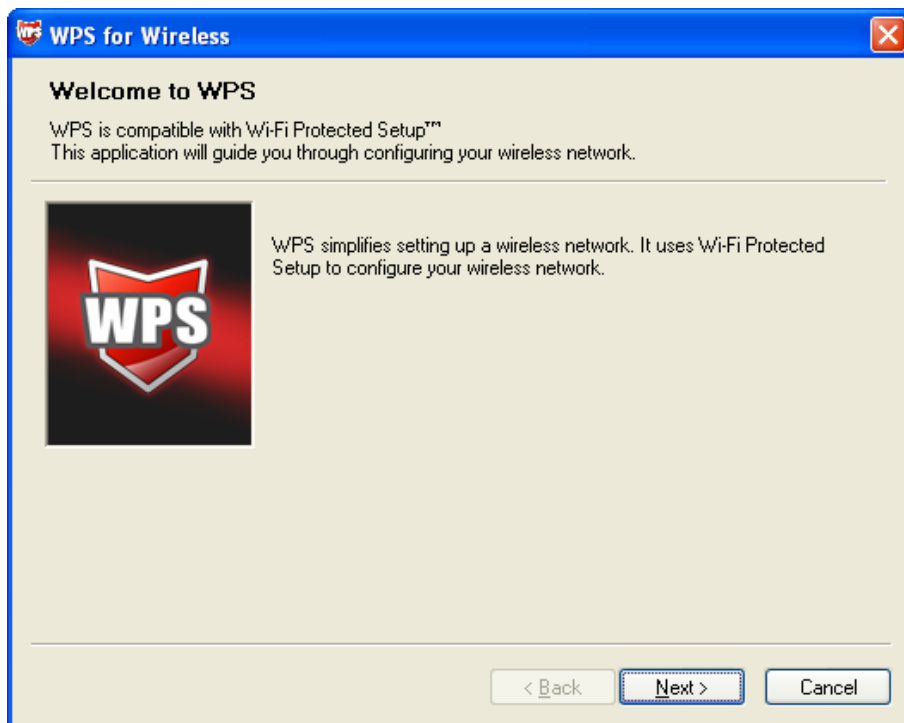 WPS for Wireless
Welcome to WPS
WPS is compatible with Wi-Fi Protected Setup™
This application will guide you through configuring your wireless network.
WPS
WPS simplifies setting up a wireless network. It uses Wi-Fi Protected
Setup to configure your wireless network.
< Back
Next >
Cancel